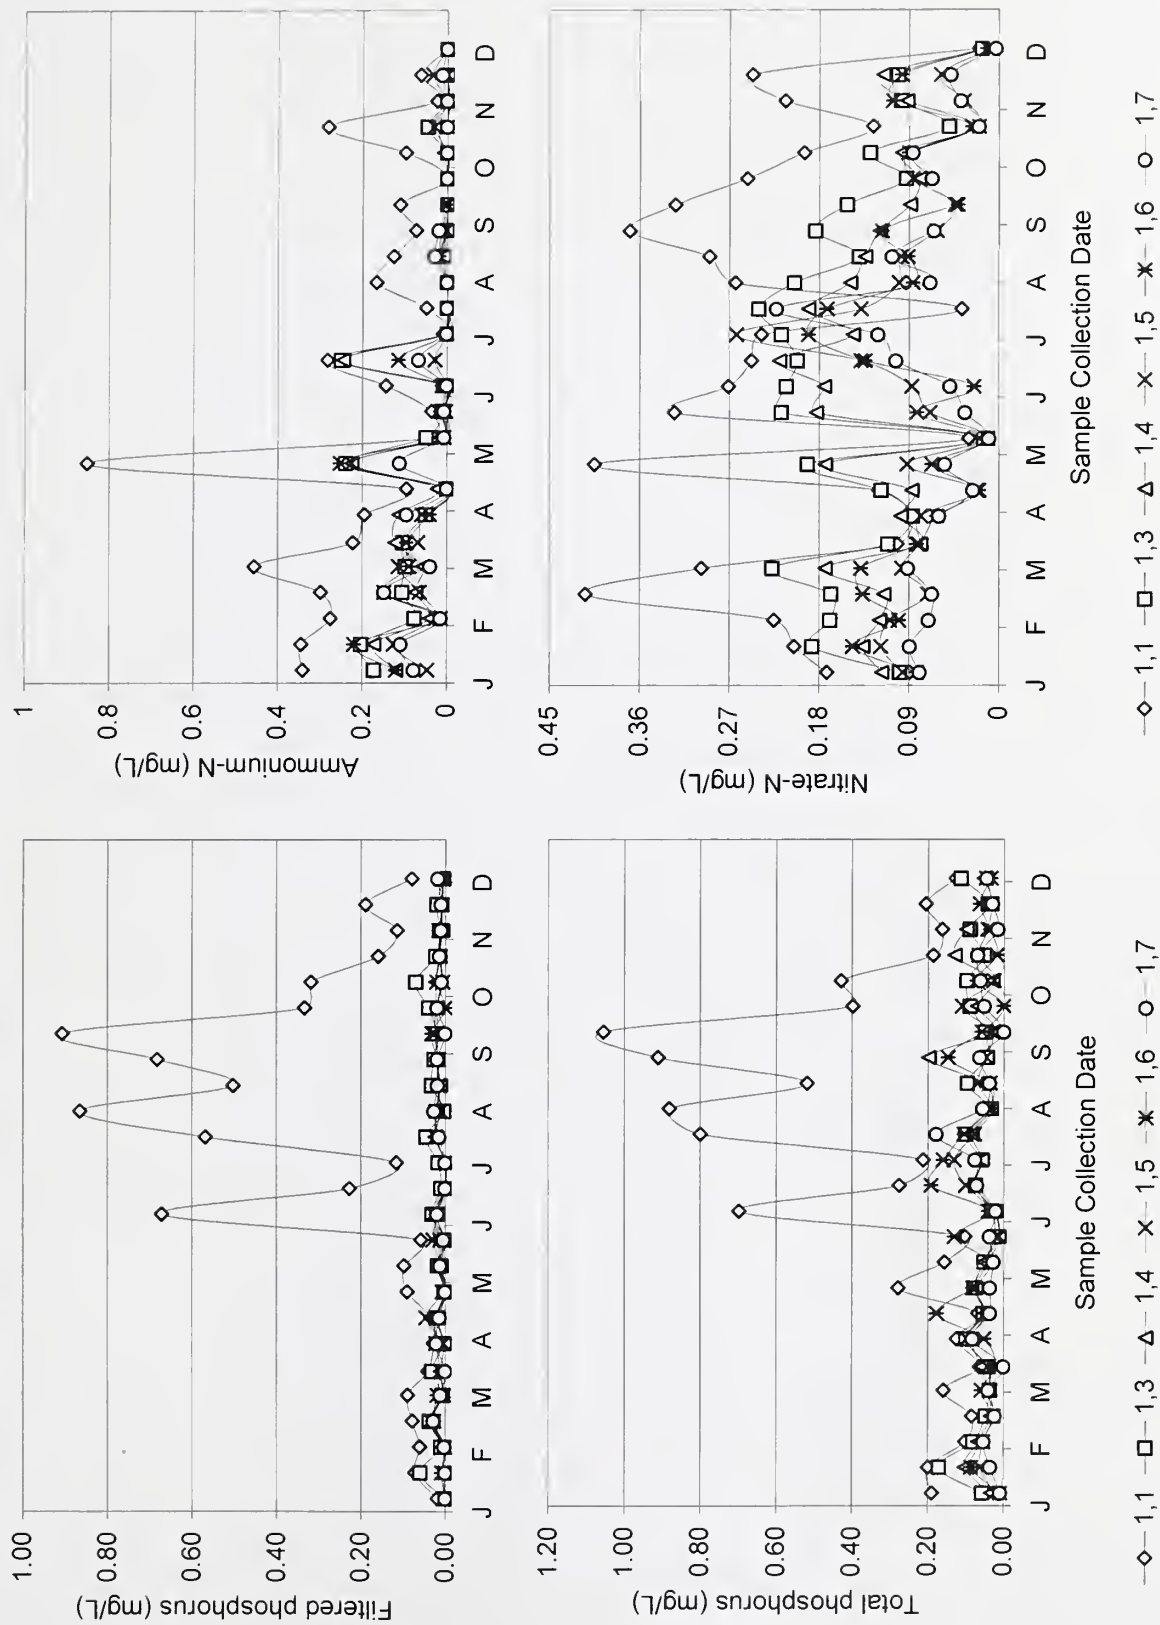 1.00
0.80
0.60
0.40
0.20
0.00
Filtered phosphorus
(mg/L)
J F M A M J J A S O N D
1
0.8
0.6
0.4
0.2
0
Ammonium-N (mg/L)
J F M A M J J A S O N D
1.20
1.00
0.80
0.60
0.40
0.20
0.00
Total phosphorus
(mg/L)
J F M A M J J A S O N D
Sample Collection Date
0.45
0.36
0.27
0.18
0.09
0
Nitrate-N (mg/L)
J F M A M J J A S O N D
Sample Collection Date
1,1 1,3 1,4 1,5 1,6 1,7
1,1 1,3 1,4 1,5 1,6 1,7